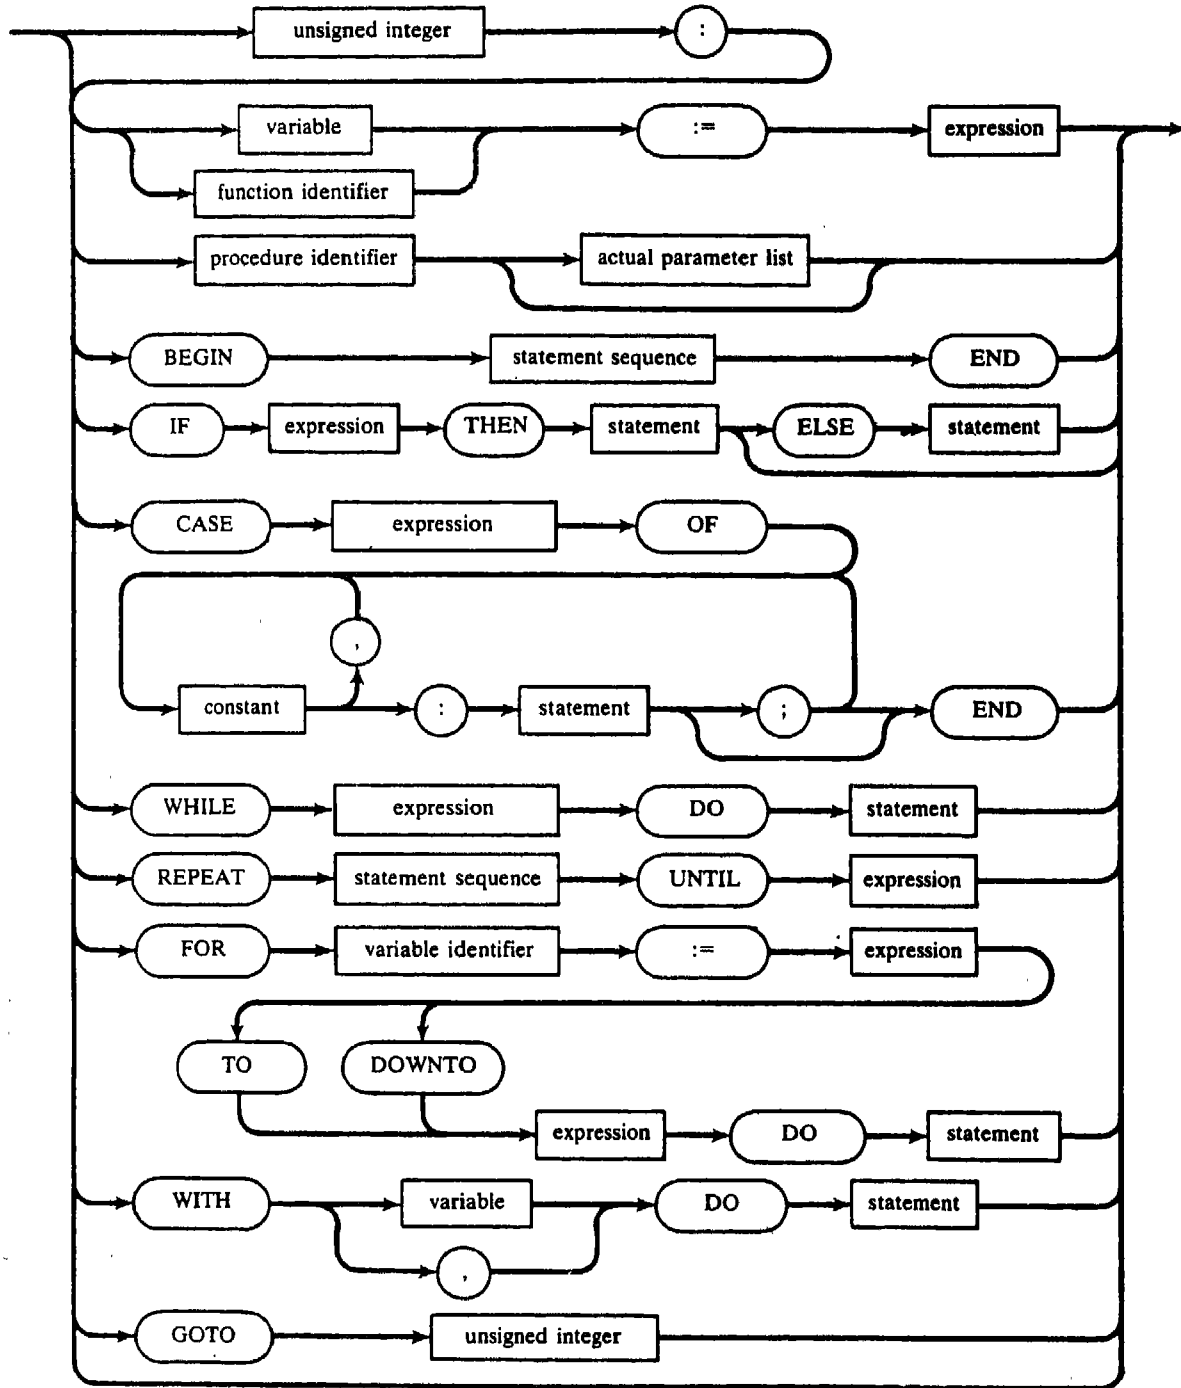 unsigned integer :
variable := expression
function identifier
procedure identifier actual parameter list
BEGIN statement sequence END
IF expression THEN statement ELSE statement
CASE expression OF
,
constant : statement ; END
WHILE expression DO statement
REPEAT statement sequence UNTIL expression
FOR variable identifier := expression
TO DOWNTO
expression DO statement
WITH variable DO statement
,
GOTO unsigned integer